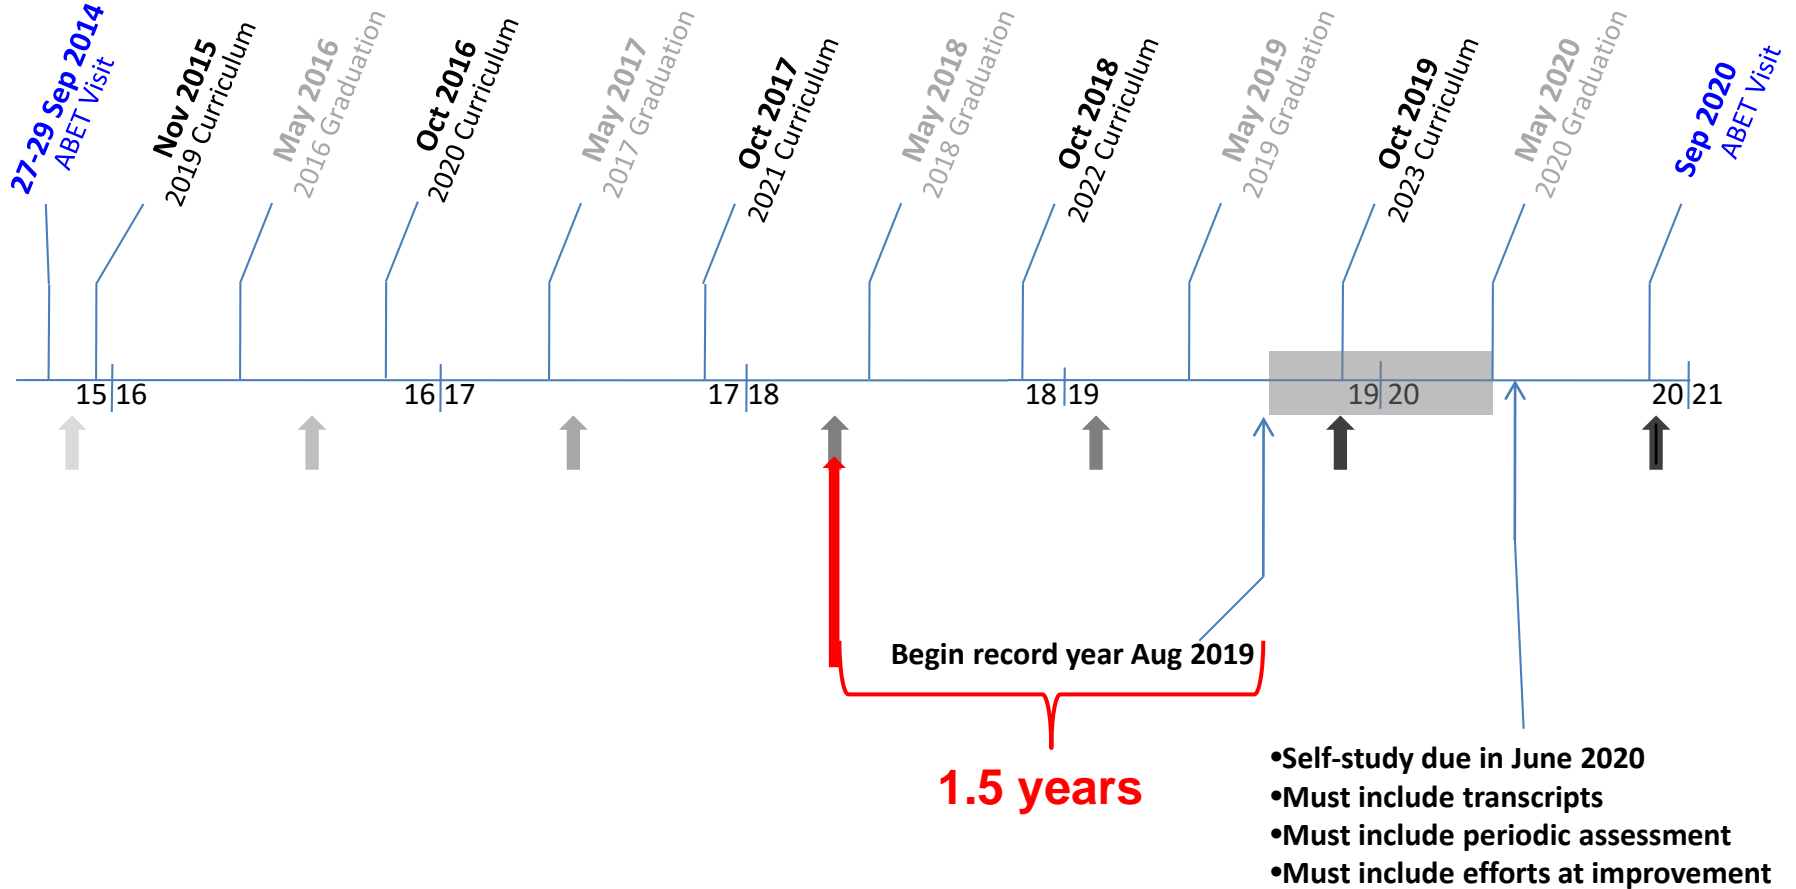 27-29 Sep 2014
ABET Visit
Nov 2015
2019 Curriculum
May 2016
2016 Graduation
Oct 2016
2020 Curriculum
May 2017
2017 Graduation
Oct 2017
2021 Curriculum
May 2018
2018 Graduation
Oct 2018
2022 Curriculum
May 2019
2019 Graduation
Oct 2019
2023 Curriculum
May 2020
2020 Graduation
Sep 2020
ABET Visit
15 16
16 17
17 18
18 19
19 20
20 21
Begin record year Aug 2019
1.5 years
•Self-study due in June 2020
•Must include transcripts
•Must include periodic assessment
•Must include efforts at improvement